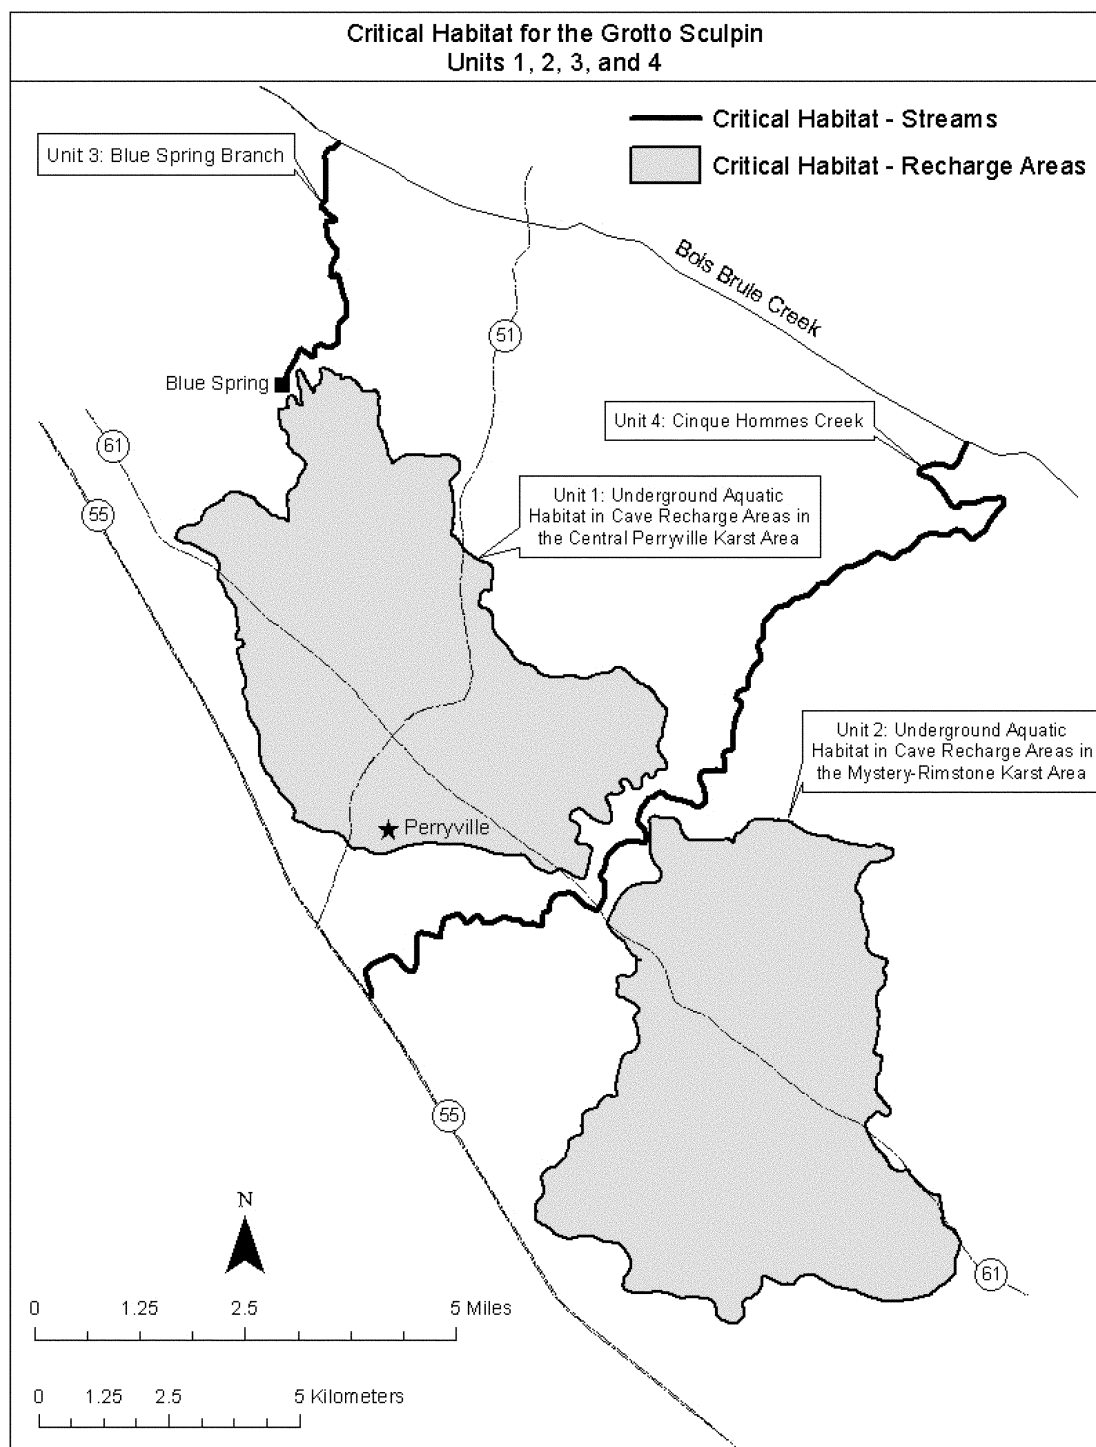 Critical Habitat for the Grotto Sculpin
Units 1, 2, 3, and 4
Critical Habitat - Streams
Critical Habitat - Recharge Areas
Unit 3: Blue Spring Branch
Bois Brule Creek
51
Blue Spring
Unit 4: Cinque Hommes Creek
61
55
Unit 1: Underground Aquatic
Habitat in Cave Recharge Areas in
the Central Perryville Karst Area
Unit 2: Underground Aquatic
Habitat in Cave Recharge Areas in
the Mystery-Rimstone Karst Area
Perryville
55
N
61
0 1.25 2.5 5 Miles
0 1.25 2.5 5 Kilometers